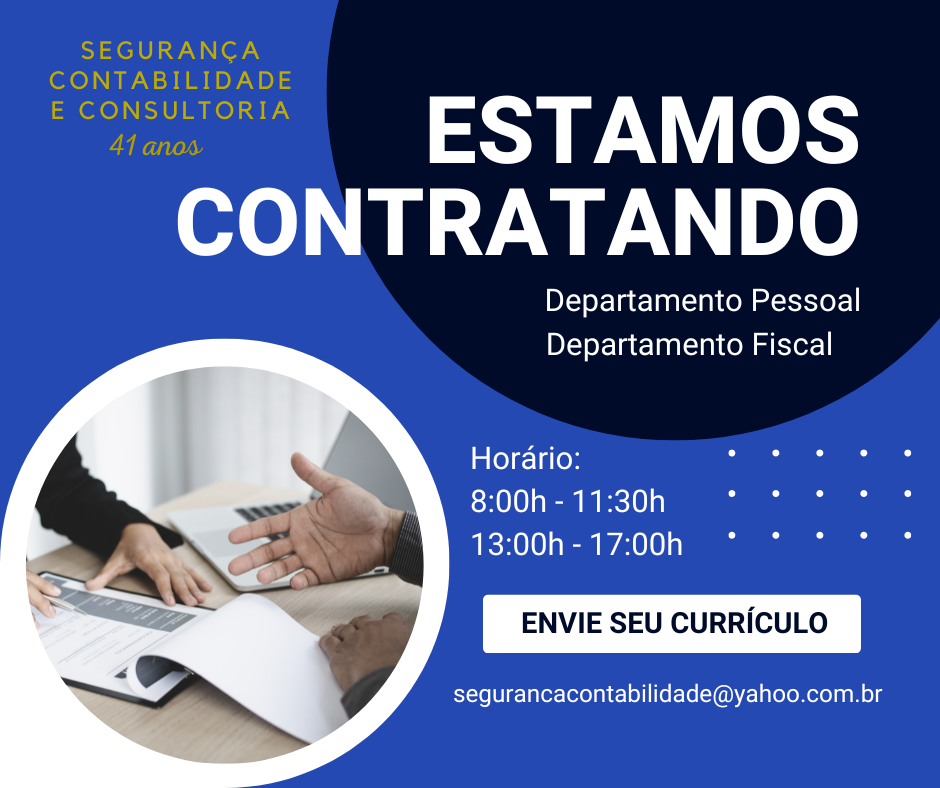 SEGURANÇA
CONTABILIDADE
E CONSULTORIA
41 anos
ESTAMOS
CONTRATANDO
Departamento Pessoal
Departamento Fiscal
Horário:
8:00h - 11:30h
13:00h - 17:00h
ENVIE SEU CURRÍCULO
segurancacontabilidade@yahoo.com.br